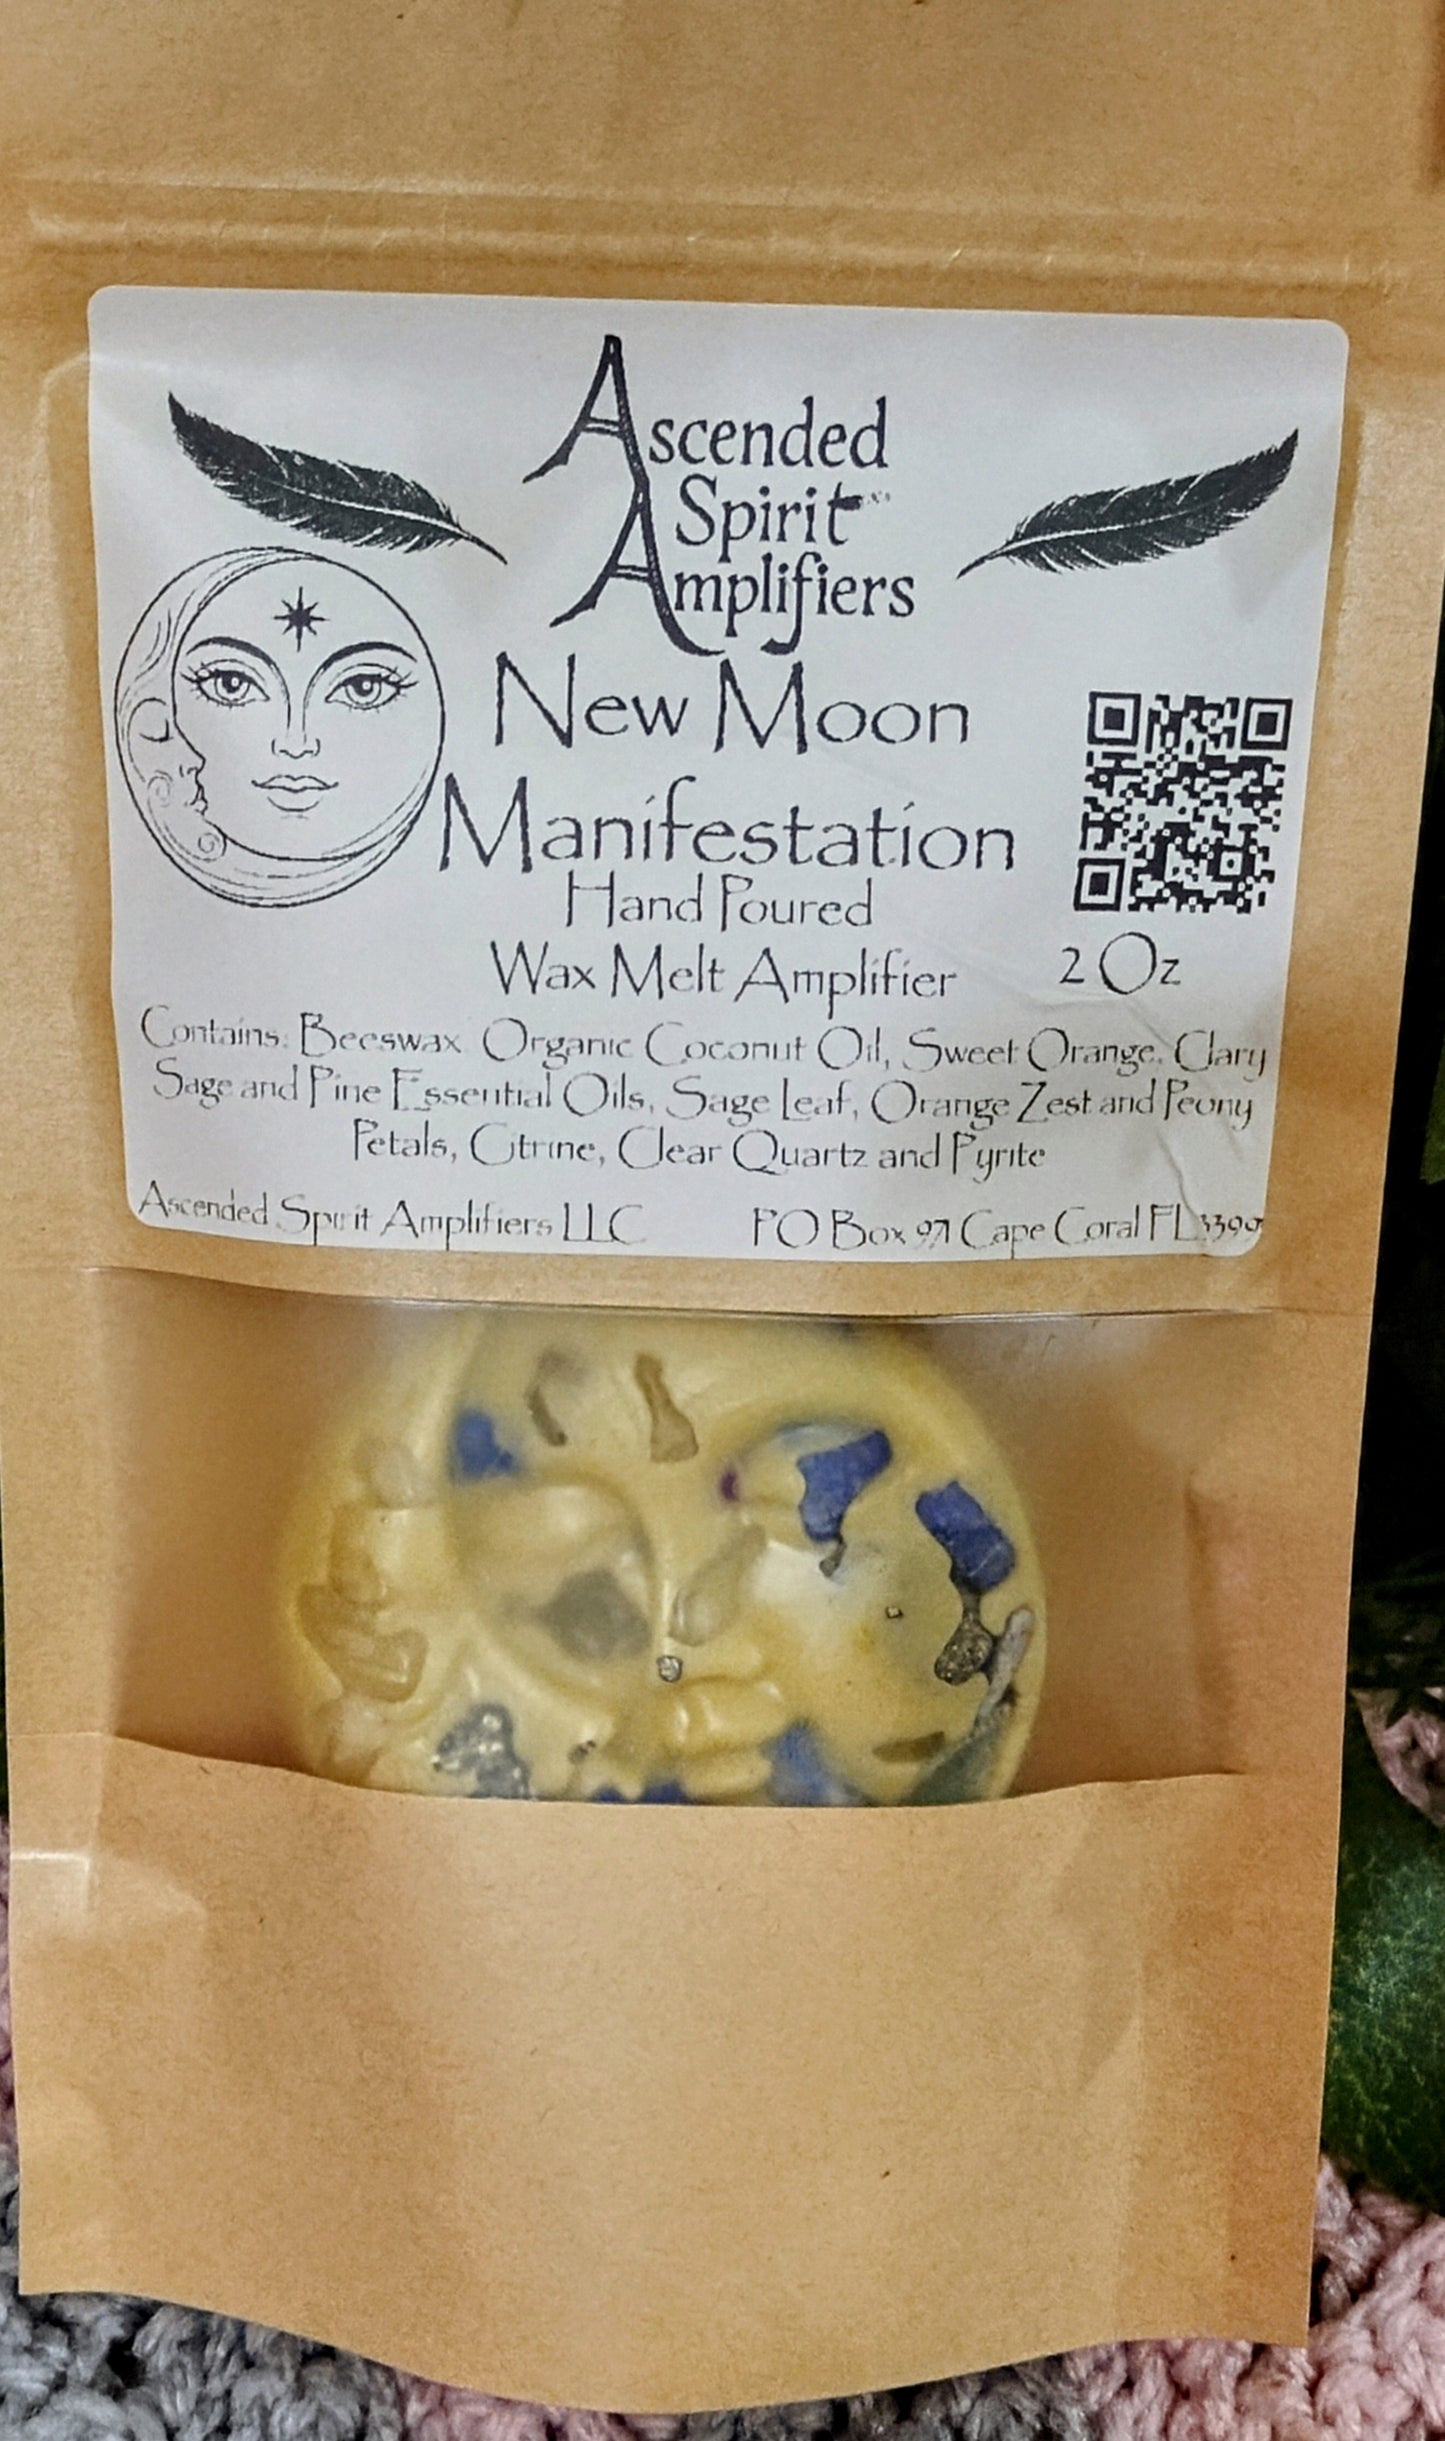 Ascended
Spirit
Amplifiers
New Moon
Manifestation
Hand Poured
Wax Melt Amplifier
2 Oz
Contains: Beeswax Organic Coconut Oil, Sweet Orange, Clary
Sage and Pine Essential Oils, Sage Leaf, Orange Zest and Peony
Petals, Citrine, Clear Quartz and Pyrite
Ascended Spirit Amplifiers LLC
PO Box 971 Cape Coral FL